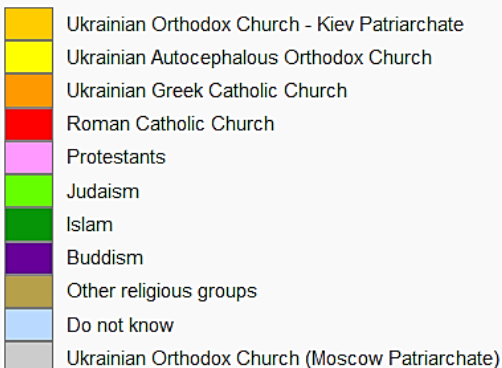 Ukrainian Orthodox Church - Kiev Patriarchate
Ukrainian Autocephalous Orthodox Church
Ukrainian Greek Catholic Church
Roman Catholic Church
Protestants
Judaism
Islam
Buddism
Other religious groups
Do not know
Ukrainian Orthodox Church (Moscow Patriarchate)